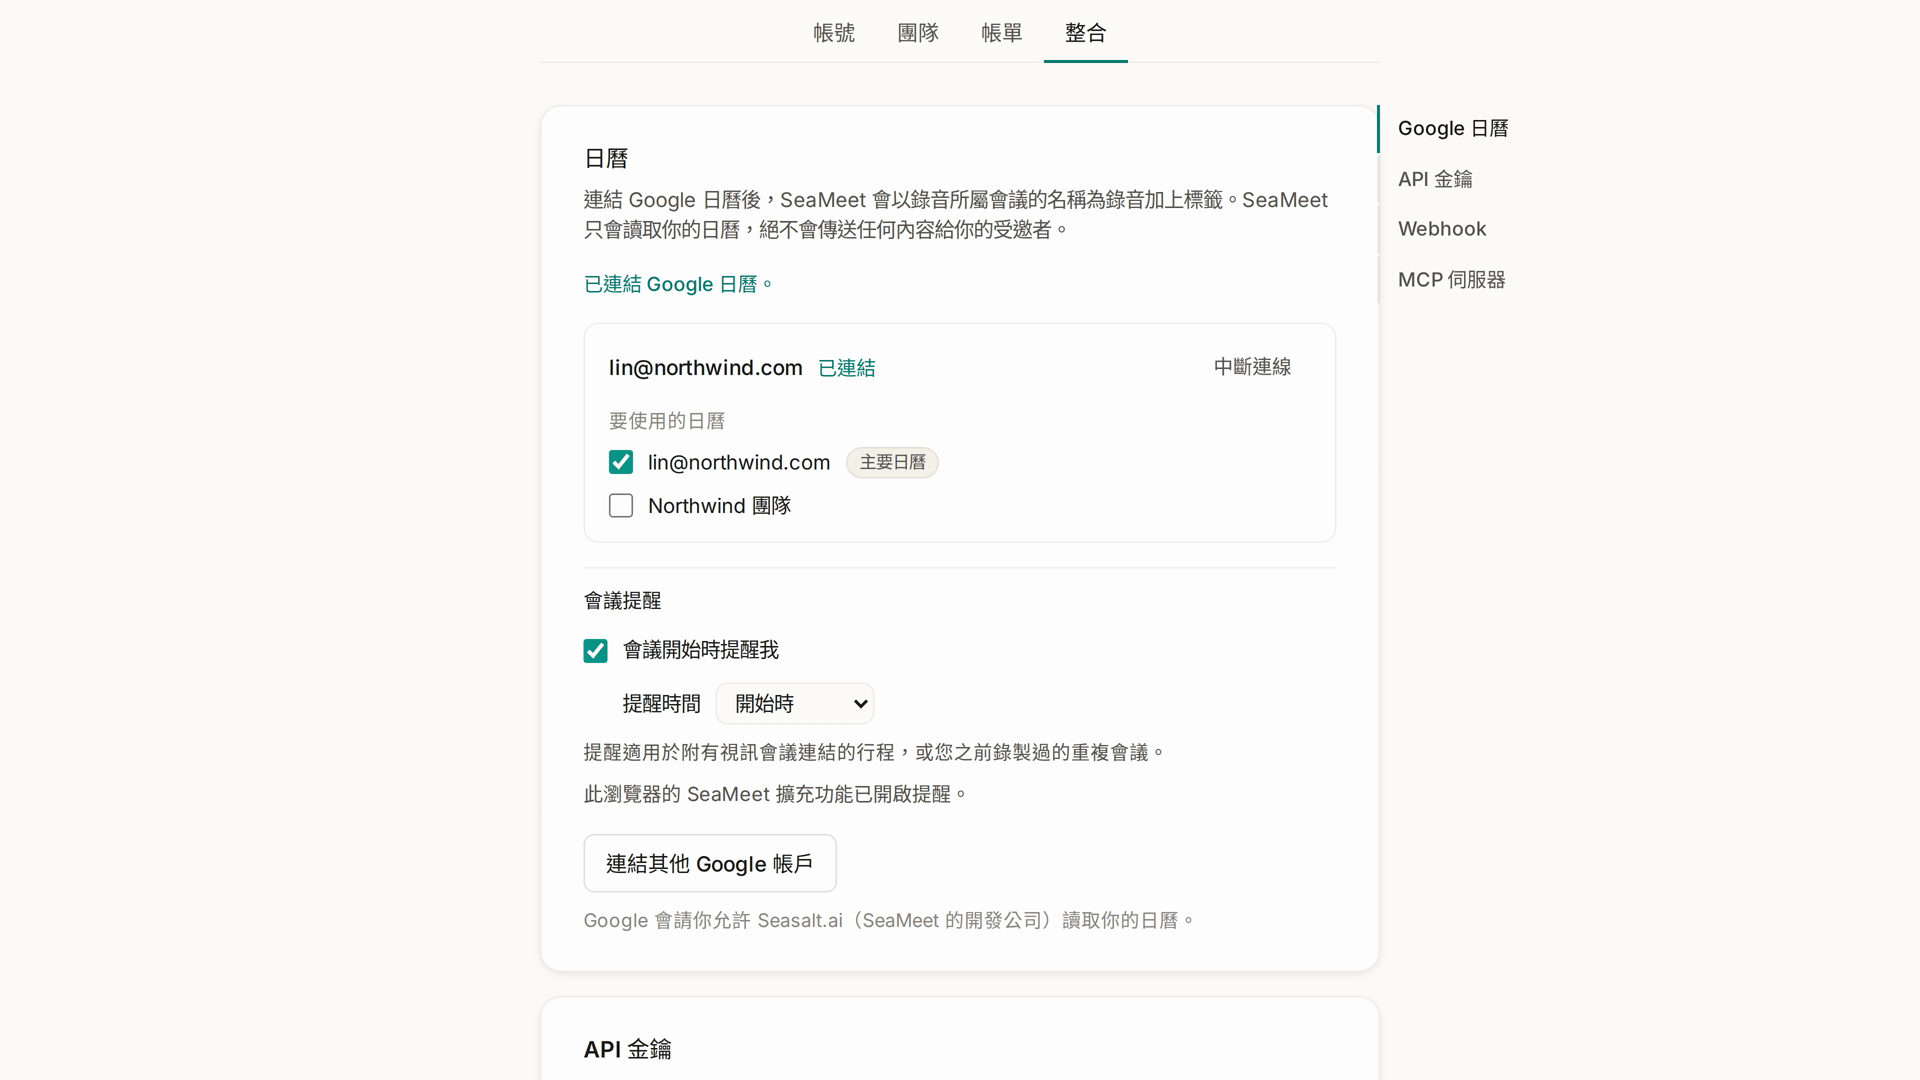 帳號
團隊
帳單
整合
Google 日曆
API 金鑰
Webhook
MCP 伺服器
日曆
連結 Google 日曆後，SeaMeet 會以錄音所屬會議的名稱為錄音加上標籤。SeaMeet
只會讀取你的日曆，絕不會傳送任何內容給你的受邀者。
已連結 Google 日曆。
lin@northwind.com 已連結
中斷連線
要使用的日曆
lin@northwind.com 主要日曆
Northwind 團隊
會議提醒
會議開始時提醒我
提醒時間 開始時
提醒適用於附有視訊會議連結的行程，或您之前錄製過的重複會議。
此瀏覽器的 SeaMeet 擴充功能已開啟提醒。
連結其他 Google 帳戶
Google 會請你允許 Seasalt.ai（SeaMeet 的開發公司）讀取你的日曆。
API 金鑰